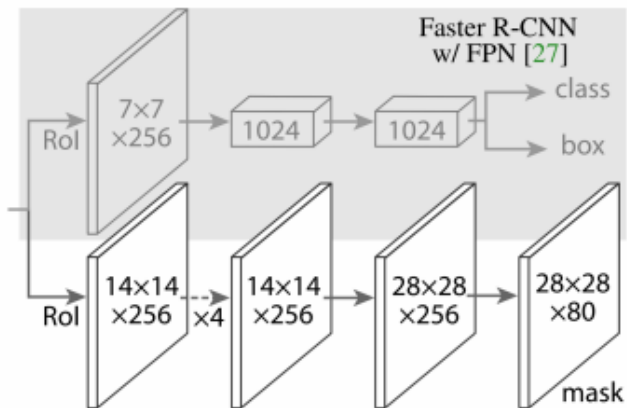 Faster R-CNN
w/ FPN [27]
RoI
7×7
×256
1024
1024
class
box
RoI
14×14
×256
×4
14×14
×256
28×28
×256
28×28
×80
mask